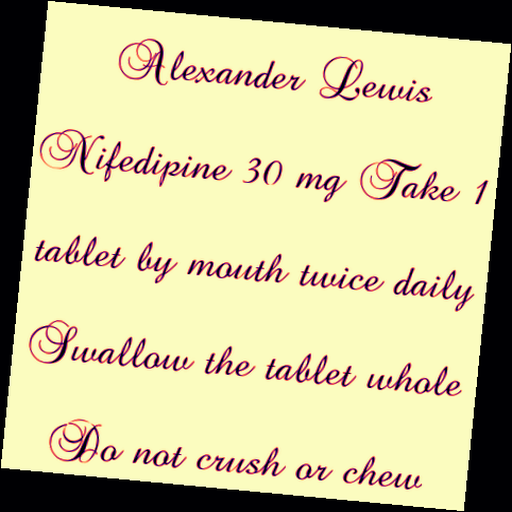 Alexander Lewis
Nifedipine 30 mg Take 1
tablet by mouth twice daily
Swallow the tablet whole
Do not crush or chew